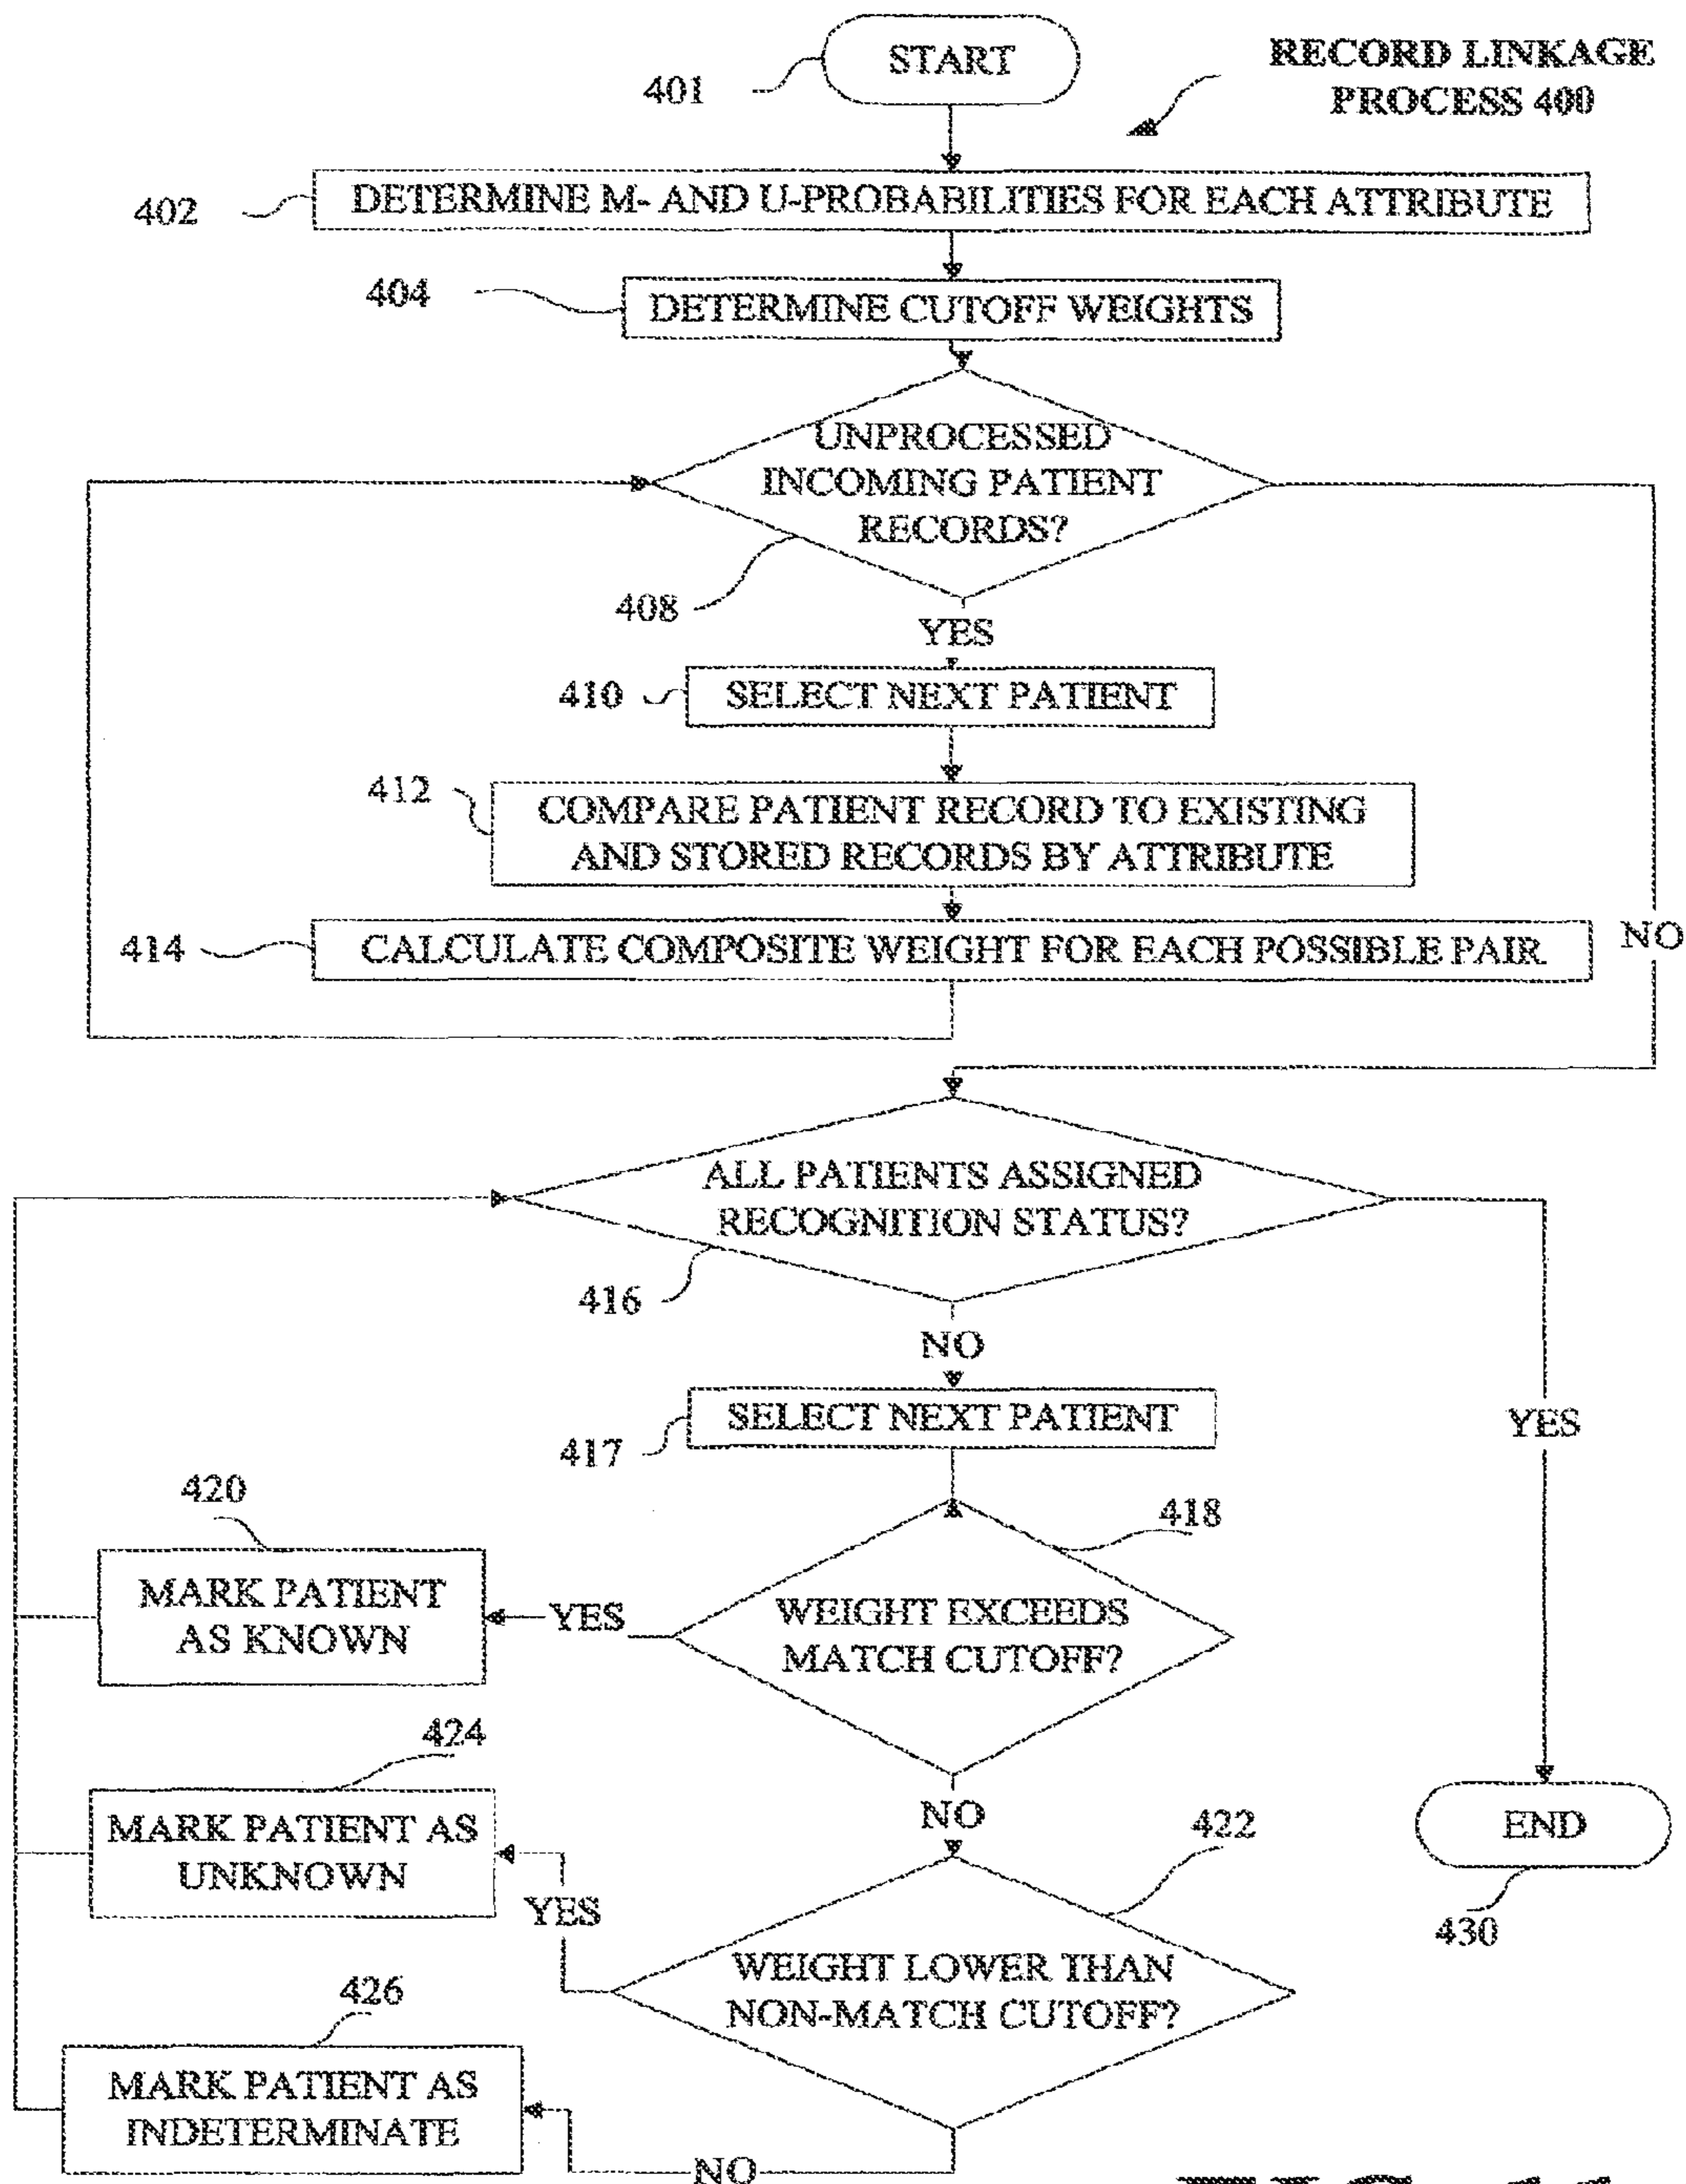 START
401
RECORD LINKAGE
PROCESS 400
402
DETERMINE M- AND U-PROBABILITIES FOR EACH ATTRIBUTE
404
DETERMINE CUTOFF WEIGHTS
UNPROCESSED
INCOMING PATIENT
RECORDS?
408
YES
410
SELECT NEXT PATIENT
412
COMPARE PATIENT RECORD TO EXISTING
AND STORED RECORDS BY ATTRIBUTE
414
CALCULATE COMPOSITE WEIGHT FOR EACH POSSIBLE PAIR
NO
ALL PATIENTS ASSIGNED
RECOGNITION STATUS?
416
NO
417
SELECT NEXT PATIENT
YES
420
418
MARK PATIENT
AS KNOWN
YES
WEIGHT EXCEEDS
MATCH CUTOFF?
424
NO
422
MARK PATIENT AS
UNKNOWN
YES
END
430
WEIGHT LOWER THAN
NON-MATCH CUTOFF?
426
MARK PATIENT AS
INDETERMINATE
NO